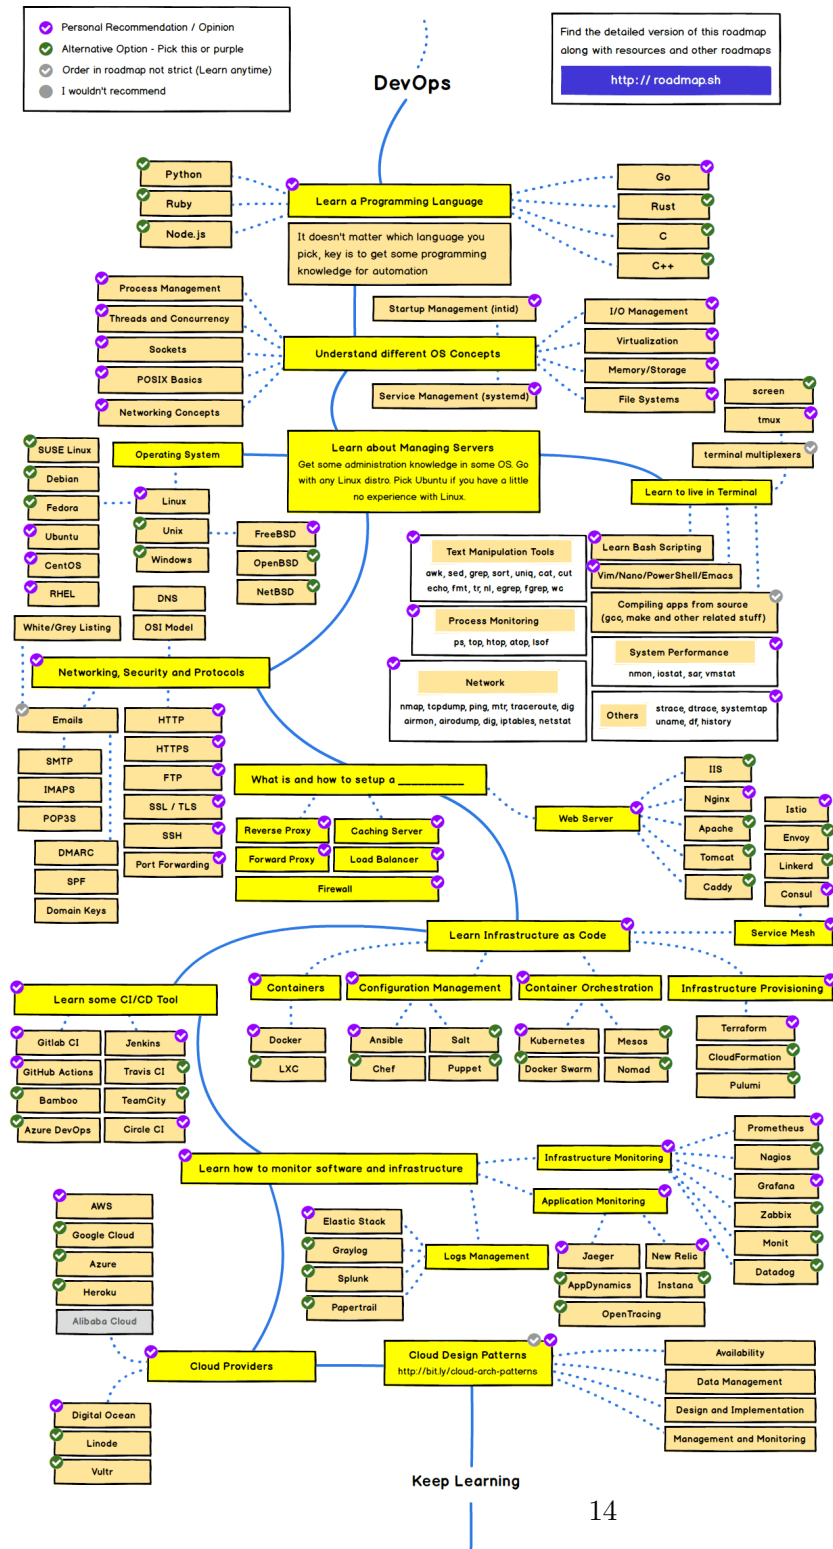 Personal Recommendation / Opinion
Alternative Option - Pick this or purple
Order in roadmap not strict (Learn anytime)
I wouldn't recommend
DevOps
Find the detailed version of this roadmap
along with resources and other roadmaps
http:// roadmap.sh
Python
Ruby
Node.js
Learn a Programming Language
It doesn't matter which language you
pick, key is to get some programming
knowledge for automation
Go
Rust
C
C++
Process Management
Threads and Concurrency
Sockets
POSIX Basics
Networking Concepts
Startup Management (intid)
Understand different OS Concepts
Service Management (systemd)
I/O Management
Virtualization
Memory/Storage
File Systems
screen
tmux
terminal multiplexers
Learn to live in Terminal
Learn about Managing Servers
Get some administration knowledge in some OS. Go
with any Linux distro. Pick Ubuntu if you have a little
no experience with Linux.
Operating System
SUSE Linux
Debian
Fedora
Ubuntu
CentOS
RHEL
Linux
Unix
Windows
FreeBSD
OpenBSD
NetBSD
DNS
OSI Model
White/Grey Listing
Text Manipulation Tools
awk, sed, grep, sort, uniq, cat, cut
echo, fmt, tr, nl, egrep, fgrep, wc
Process Monitoring
ps, top, htop, atop, lsof
Network
nmap, tcpdump, ping, mtr, traceroute, dig
airmon, airodump, dig, iptables, netstat
Learn Bash Scripting
Vim/Nano/PowerShell/Emacs
Compiling apps from source
(gcc, make and other related stuff)
System Performance
nmon, iostat, sar, vmstat
Others
strace, dtrace, systemtap
uname, df, history
Networking, Security and Protocols
Emails
SMTP
IMAPS
POP3S
DMARC
SPF
Domain Keys
HTTP
HTTPS
FTP
SSL / TLS
SSH
Port Forwarding
What is and how to setup a ___________
Reverse Proxy
Caching Server
Forward Proxy
Load Balancer
Firewall
Web Server
IIS
Nginx
Apache
Tomcat
Caddy
Istio
Envoy
Linkerd
Consul
Service Mesh
Learn Infrastructure as Code
Containers
Docker
LXC
Configuration Management
Ansible
Salt
Chef
Puppet
Container Orchestration
Kubernetes
Mesos
Docker Swarm
Nomad
Infrastructure Provisioning
Terraform
CloudFormation
Pulumi
Learn some CI/CD Tool
Gitlab CI
Jenkins
GitHub Actions
Travis CI
Bamboo
TeamCity
Azure DevOps
Circle CI
Learn how to monitor software and infrastructure
Infrastructure Monitoring
Prometheus
Nagios
Grafana
Zabbix
Monit
Datadog
Application Monitoring
Jaeger
New Relic
AppDynamics
Instana
OpenTracing
Logs Management
Elastic Stack
Graylog
Splunk
Papertrail
AWS
Google Cloud
Azure
Heroku
Alibaba Cloud
Cloud Providers
Digital Ocean
Linode
Vultr
Cloud Design Patterns
http://bit.ly/cloud-arch-patterns
Availability
Data Management
Design and Implementation
Management and Monitoring
Keep Learning
14